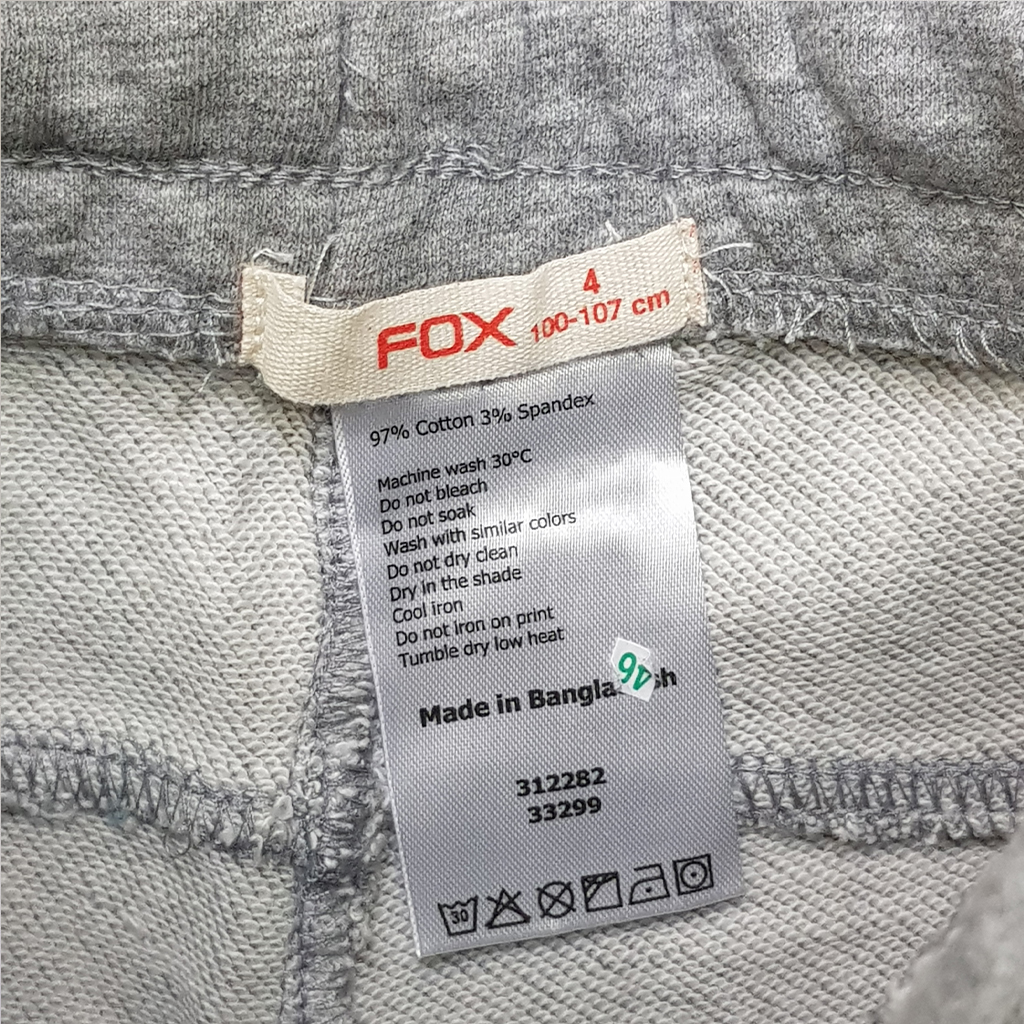 FOX
4
100-107 cm
97% Cotton 3% Spandex
Machine wash 30°C
Do not bleach
Do not soak
Wash with similar colors
Do not dry clean
Dry in the shade
Cool iron
Do not iron on print
Tumble dry low heat
46
Made in
312282
33299
30